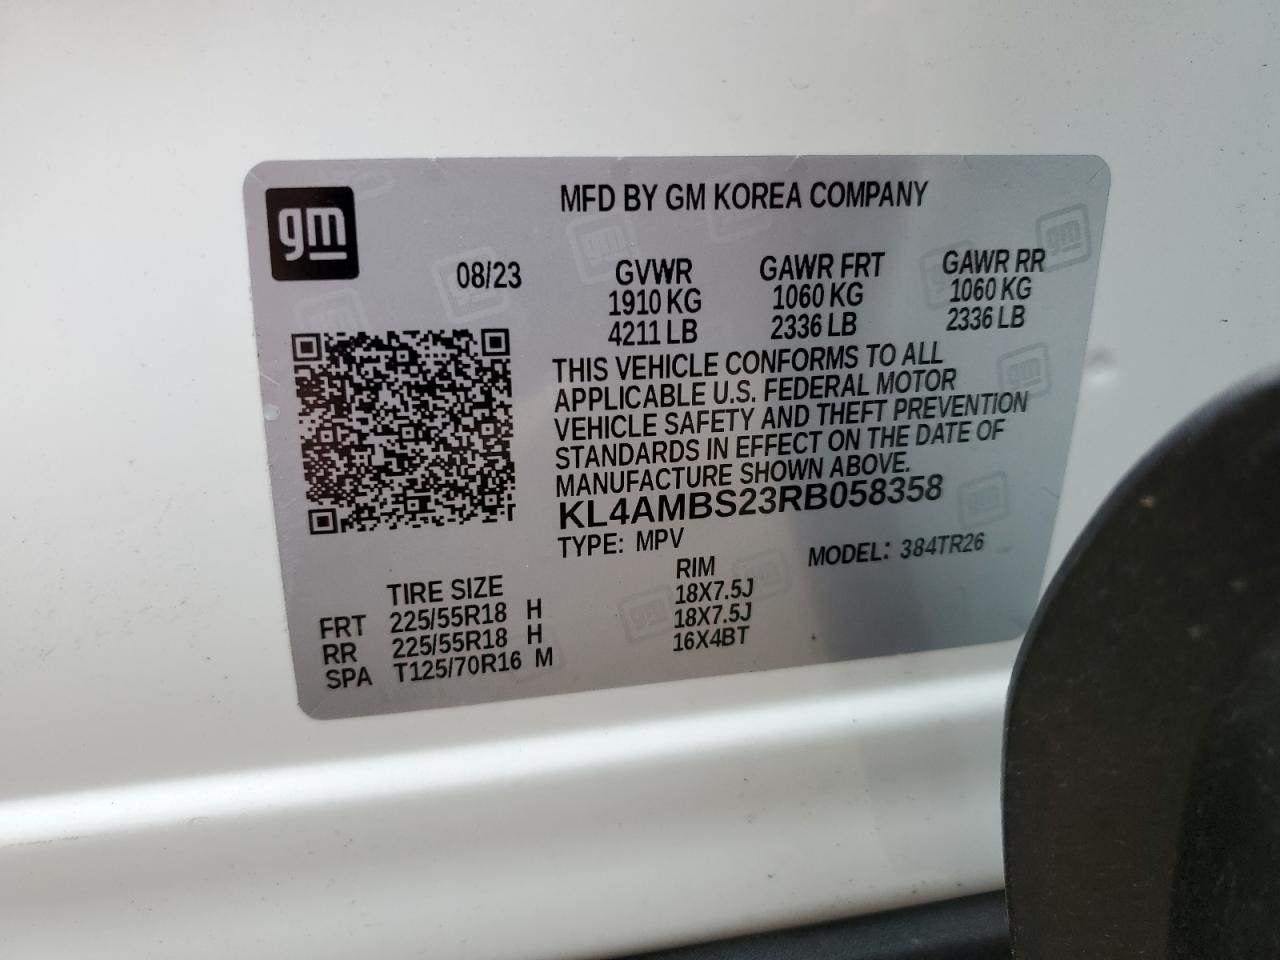 gm
MFD BY GM KOREA COMPANY
08/23
GVWR GAWR FRT GAWR RR
1910 KG 1060 KG 1060 KG
4211 LB 2336 LB 2336 LB
THIS VEHICLE CONFORMS TO ALL
APPLICABLE U.S. FEDERAL MOTOR
VEHICLE SAFETY AND THEFT PREVENTION
STANDARDS IN EFFECT ON THE DATE OF
MANUFACTURE SHOWN ABOVE.
KL4AMBS23RB058358
TYPE: MPV MODEL: 384TR26
TIRE SIZE RIM
FRT 225/55R18 H 18X7.5J
RR 225/55R18 H 18X7.5J
SPA T125/70R16 M 16X4BT